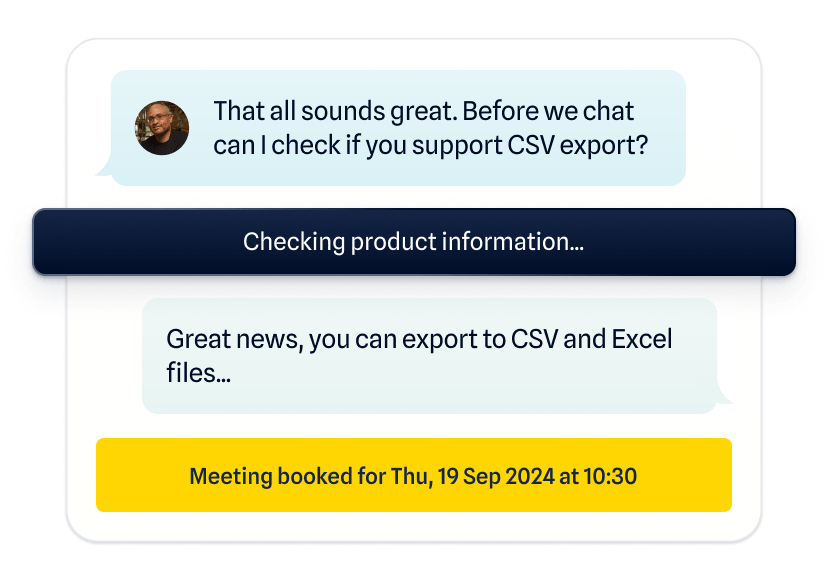 That all sounds great. Before we chat
can I check if you support CSV export?
Checking product information...
Great news, you can export to CSV and Excel
files...
Meeting booked for Thu, 19 Sep 2024 at 10:30